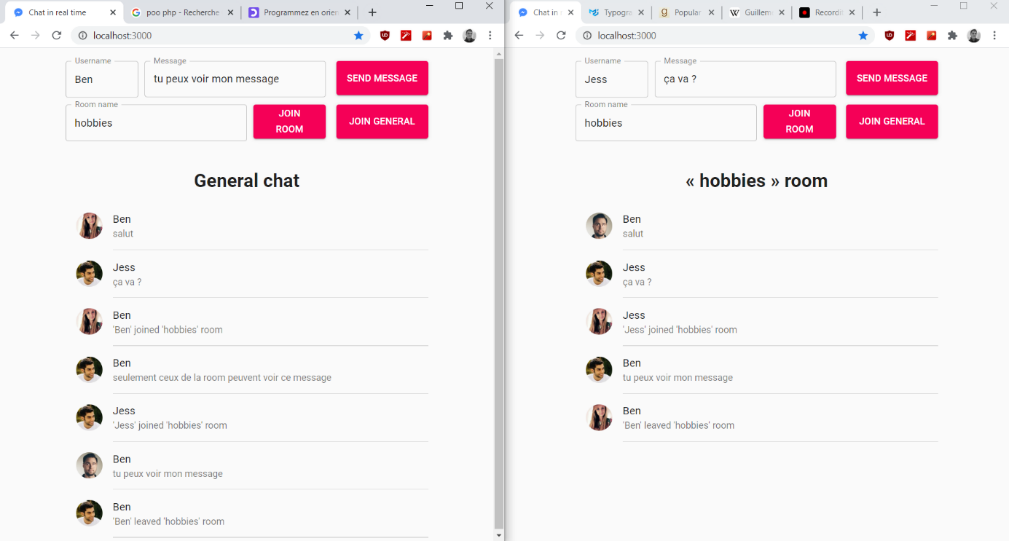 Chat in real time
poo php - Recherche
Programmez en orien
localhost:3000
Username
Ben
Message
tu peux voir mon message
SEND MESSAGE
Room name
hobbies
JOIN
ROOM
JOIN GENERAL
General chat
Ben
salut
Jess
ça va ?
Ben
'Ben' joined 'hobbies' room
Ben
seulement ceux de la room peuvent voir ce message
Jess
'Jess' joined 'hobbies' room
Ben
tu peux voir mon message
Ben
'Ben' leaved 'hobbies' room
Chat in
Typogr
Popular
Guillem
Recordi
localhost:3000
Username
Jess
Message
ça va ?
SEND MESSAGE
Room name
hobbies
JOIN
ROOM
JOIN GENERAL
« hobbies » room
Ben
salut
Jess
ça va ?
Jess
'Jess' joined 'hobbies' room
Ben
tu peux voir mon message
Ben
'Ben' leaved 'hobbies' room